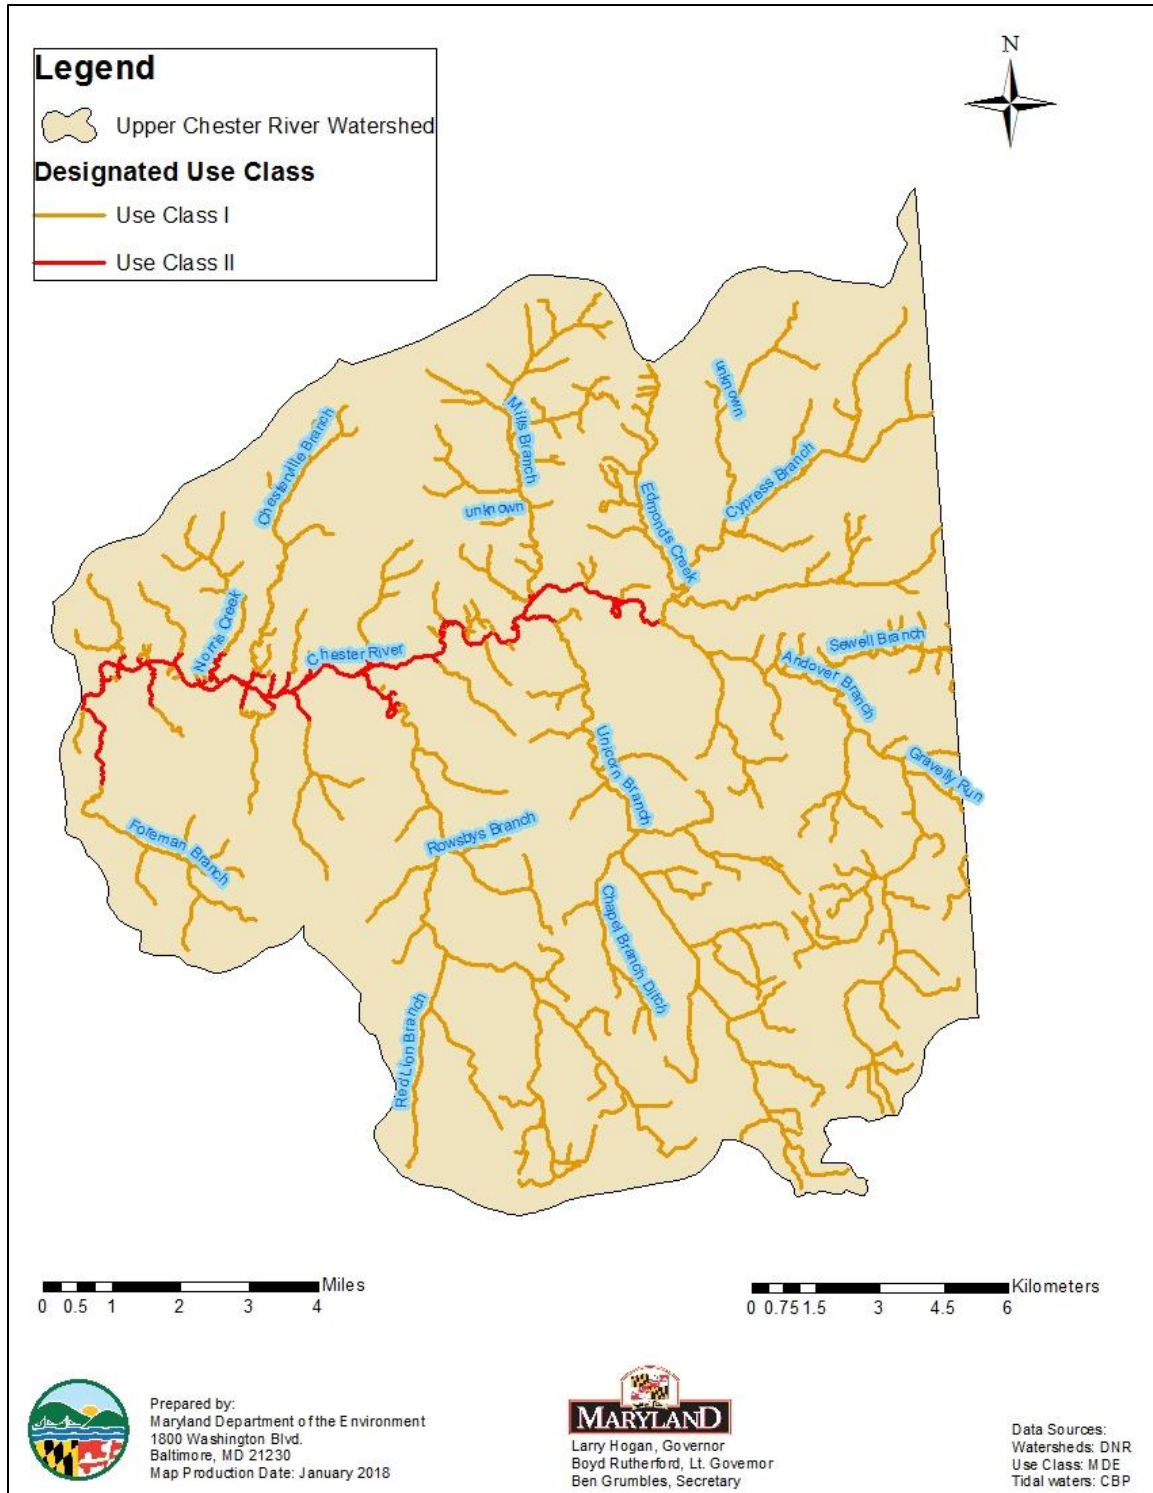 N
Legend
Upper Chester River Watershed
Designated Use Class
Use Class I
Use Class II
unknown
Mills Branch
Chesterville Branch
Cypress Branch
unknown
Edmonds Creek
Norris Creek
Sewell Branch
Chester River
Andover Branch
Unicorn Branch
Gravelly Run
Rowsbys Branch
Foreman Branch
Chapel Branch Ditch
Red Lion Branch
Miles
0 0.5 1 2 3 4
Kilometers
0 0.75 1.5 3 4.5 6
Prepared by:
Maryland Department of the Environment
1800 Washington Blvd.
Baltimore, MD 21230
Map Production Date: January 2018
MARYLAND
Larry Hogan, Governor
Boyd Rutherford, Lt. Governor
Ben Grumbles, Secretary
Data Sources:
Watersheds: DNR
Use Class: MDE
Tidal waters: CBP